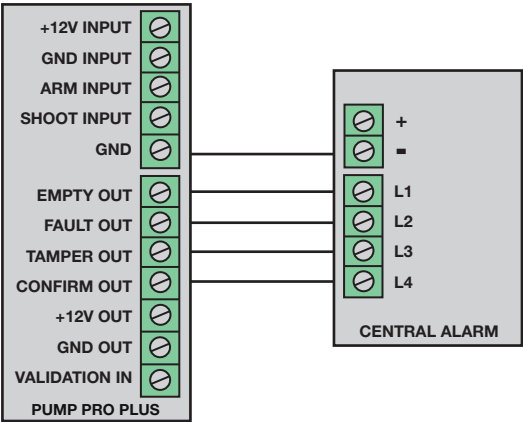 +12V INPUT
GND INPUT
ARM INPUT
SHOOT INPUT
GND
EMPTY OUT
FAULT OUT
TAMPER OUT
CONFIRM OUT
+12V OUT
GND OUT
VALIDATION IN
PUMP PRO PLUS
+
-
L1
L2
L3
L4
CENTRAL ALARM